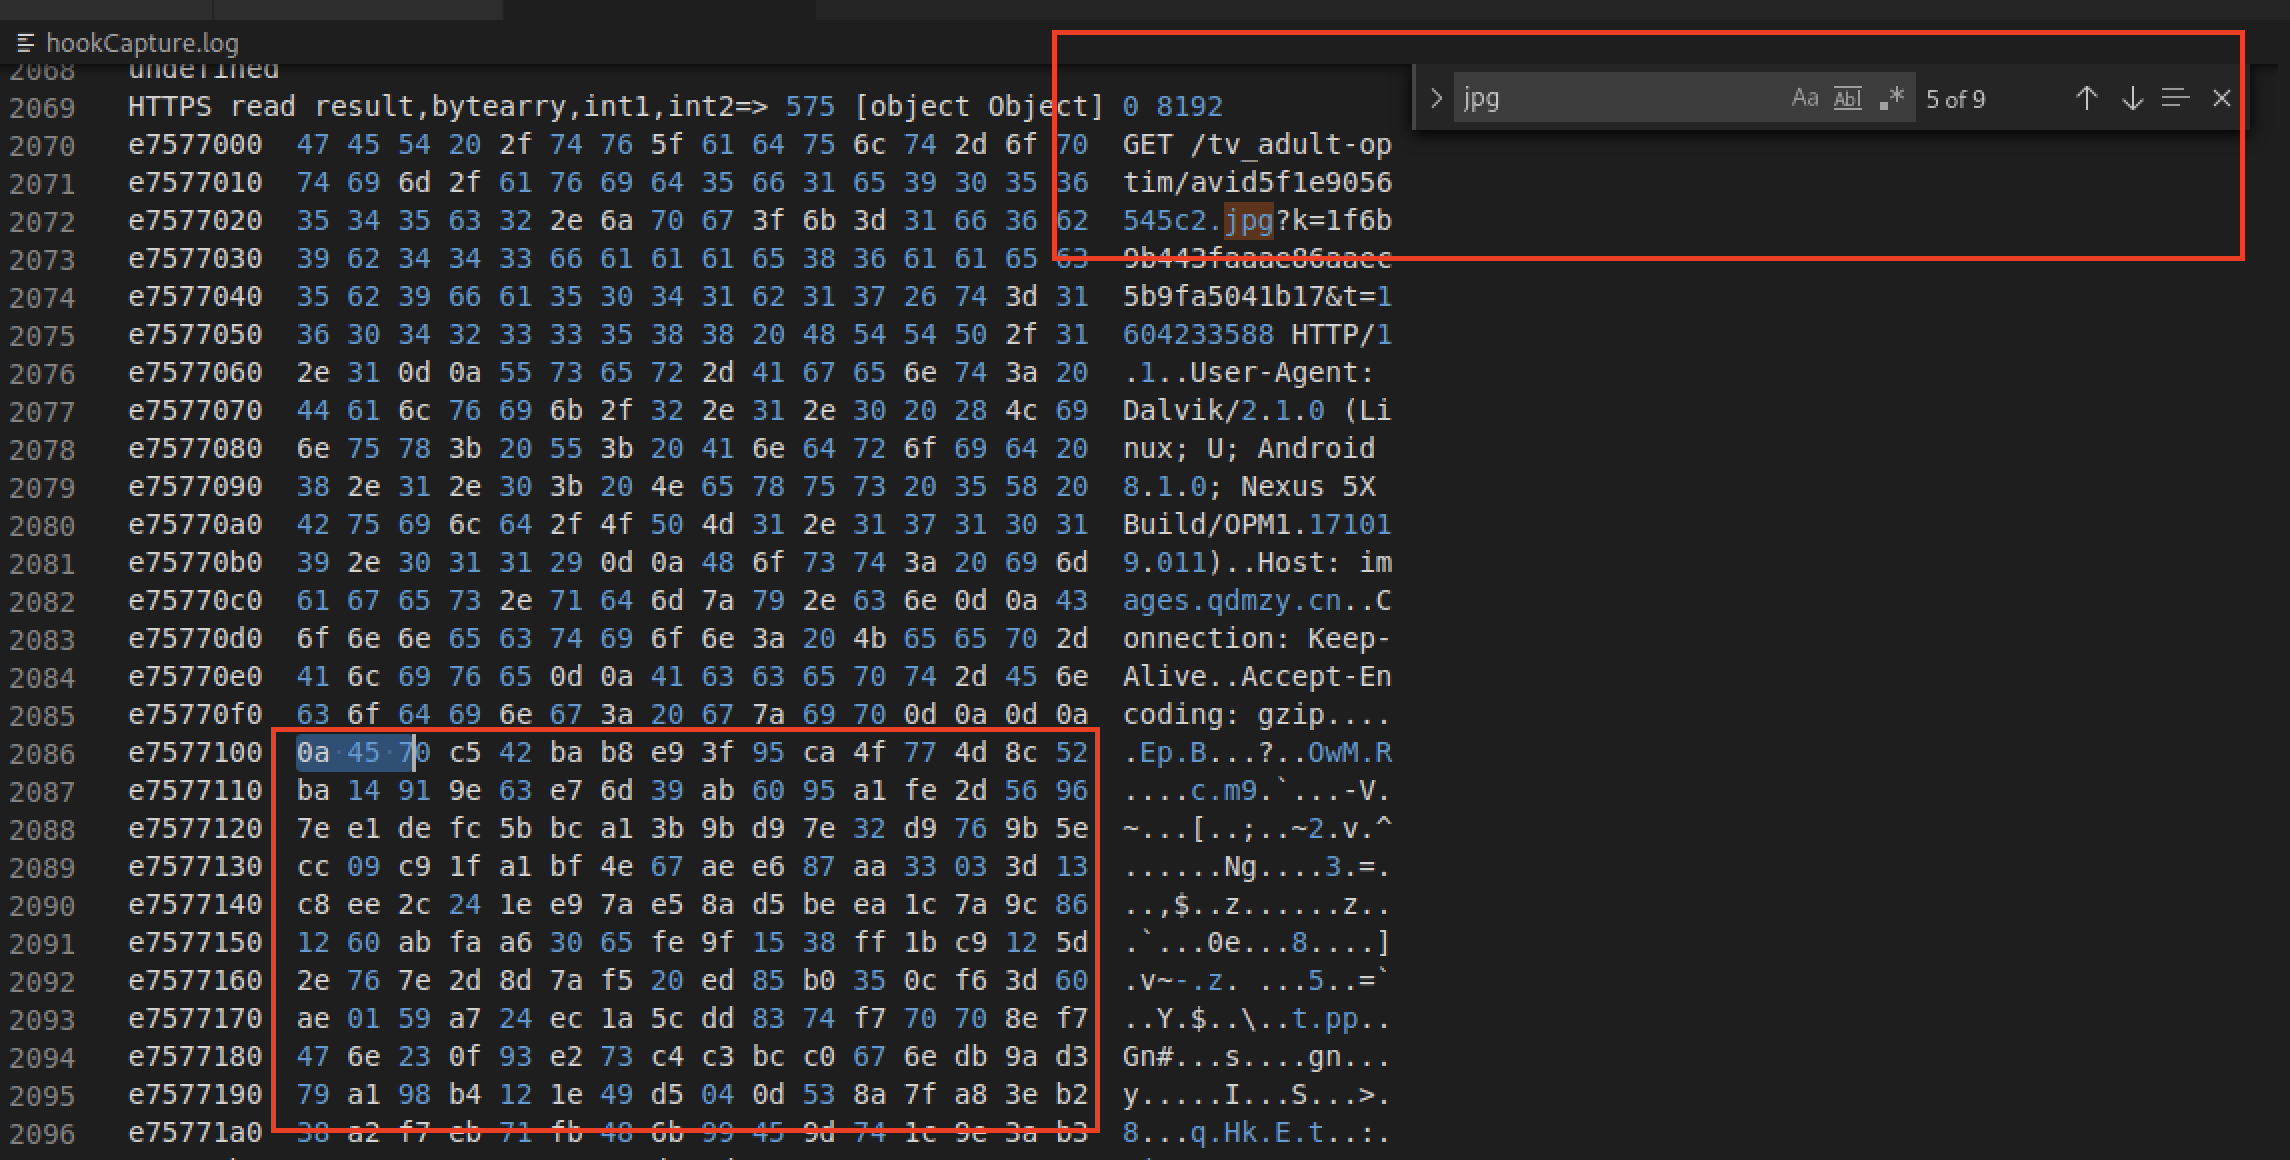 hookCapture.log
jpg Aa Abl .* 5 of 9
2068 undefined
2069 HTTPS read result,bytearry,int1,int2=> 575 [object Object] 0 8192
2070 e7577000 47 45 54 20 2f 74 76 5f 61 64 75 6c 74 2d 6f 70 GET /tv_adult-op
2071 e7577010 74 69 6d 2f 61 76 69 64 35 66 31 65 39 30 35 36 tim/avid5f1e9056
2072 e7577020 35 34 35 63 32 2e 6a 70 67 3f 6b 3d 31 66 36 62 545c2.jpg?k=1f6b
2073 e7577030 39 62 34 34 33 66 61 61 61 65 38 36 61 61 65 63 9b443faaae86aaec
2074 e7577040 35 62 39 66 61 35 30 34 31 62 31 37 26 74 3d 31 5b9fa5041b17&t=1
2075 e7577050 36 30 34 32 33 33 35 38 38 20 48 54 54 50 2f 31 604233588 HTTP/1
2076 e7577060 2e 31 0d 0a 55 73 65 72 2d 41 67 65 6e 74 3a 20 .1..User-Agent:
2077 e7577070 44 61 6c 76 69 6b 2f 32 2e 31 2e 30 20 28 4c 69 Dalvik/2.1.0 (Li
2078 e7577080 6e 75 78 3b 20 55 3b 20 41 6e 64 72 6f 69 64 20 nux; U; Android
2079 e7577090 38 2e 31 2e 30 3b 20 4e 65 78 75 73 20 35 58 20 8.1.0; Nexus 5X
2080 e75770a0 42 75 69 6c 64 2f 4f 50 4d 31 2e 31 37 31 30 31 Build/OPM1.17101
2081 e75770b0 39 2e 30 31 31 29 0d 0a 48 6f 73 74 3a 20 69 6d 9.011)..Host: im
2082 e75770c0 61 67 65 73 2e 71 64 6d 7a 79 2e 63 6e 0d 0a 43 ages.qdmzy.cn..C
2083 e75770d0 6f 6e 6e 65 63 74 69 6f 6e 3a 20 4b 65 65 70 2d onnection: Keep-
2084 e75770e0 41 6c 69 76 65 0d 0a 41 63 63 65 70 74 2d 45 6e Alive..Accept-En
2085 e75770f0 63 6f 64 69 6e 67 3a 20 67 7a 69 70 0d 0a 0d 0a coding: gzip....
2086 e7577100 0a 45 70 c5 42 ba b8 e9 3f 95 ca 4f 77 4d 8c 52 .Ep.B...?..OwM.R
2087 e7577110 ba 14 91 9e 63 e7 6d 39 ab 60 95 a1 fe 2d 56 96 ....c.m9.`...-V.
2088 e7577120 7e e1 de fc 5b bc a1 3b 9b d9 7e 32 d9 76 9b 5e ~...[..;..~2.v.^
2089 e7577130 cc 09 c9 1f a1 bf 4e 67 ae e6 87 aa 33 03 3d 13 ......Ng....3.=.
2090 e7577140 c8 ee 2c 24 1e e9 7a e5 8a d5 be ea 1c 7a 9c 86 ..,$..z......z..
2091 e7577150 12 60 ab fa a6 30 65 fe 9f 15 38 ff 1b c9 12 5d .`...0e...8....]
2092 e7577160 2e 76 7e 2d 8d 7a f5 20 ed 85 b0 35 0c f6 3d 60 .v~-.z. ...5..=`
2093 e7577170 ae 01 59 a7 24 ec 1a 5c dd 83 74 f7 70 70 8e f7 ..Y.$..\..t.pp..
2094 e7577180 47 6e 23 0f 93 e2 73 c4 c3 bc c0 67 6e db 9a d3 Gn#...s....gn...
2095 e7577190 79 a1 98 b4 12 1e 49 d5 04 0d 53 8a 7f a8 3e b2 y.....I...S...>.
2096 e75771a0 38 a2 f7 eb 71 fb 48 6b 99 45 9d 74 1c 9e 3a b3 8...q.Hk.E.t..:.